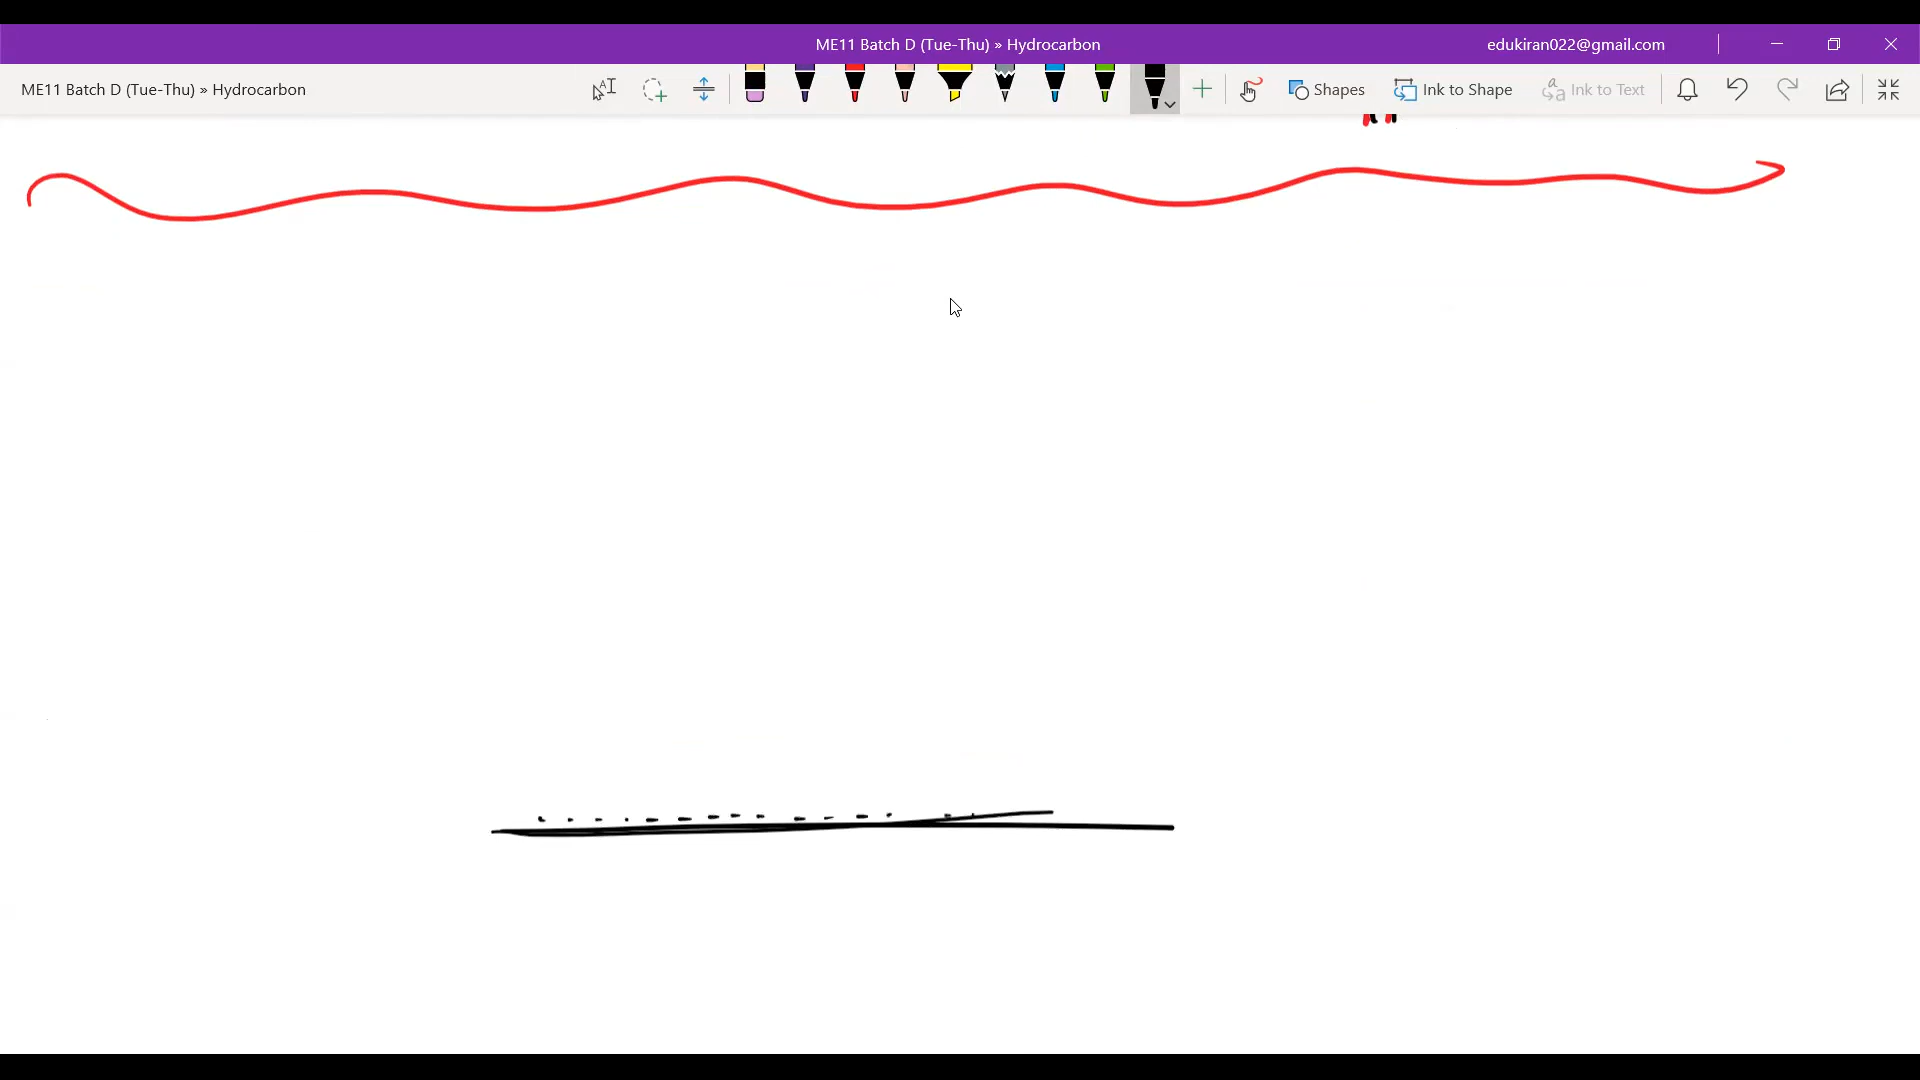 ME11 Batch D (Tue-Thu) » Hydrocarbon
edukiran022@gmail.com
ME11 Batch D (Tue-Thu) » Hydrocarbon
Shapes
Ink to Shape
Ink to Text